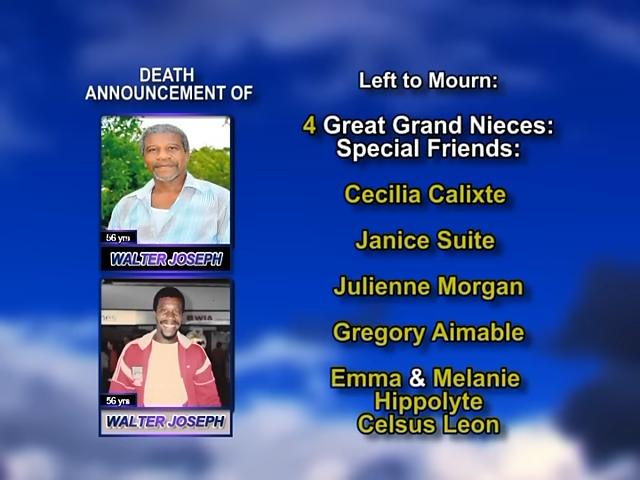 DEATH
ANNOUNCEMENT OF
56 yrs
WALTER JOSEPH
BWIA
56 yrs
WALTER JOSEPH
Left to Mourn:
4 Great Grand Nieces:
Special Friends:
Cecilia Calixte
Janice Suite
Julienne Morgan
Gregory Aimable
Emma & Melanie
Hippolyte
Celsus Leon